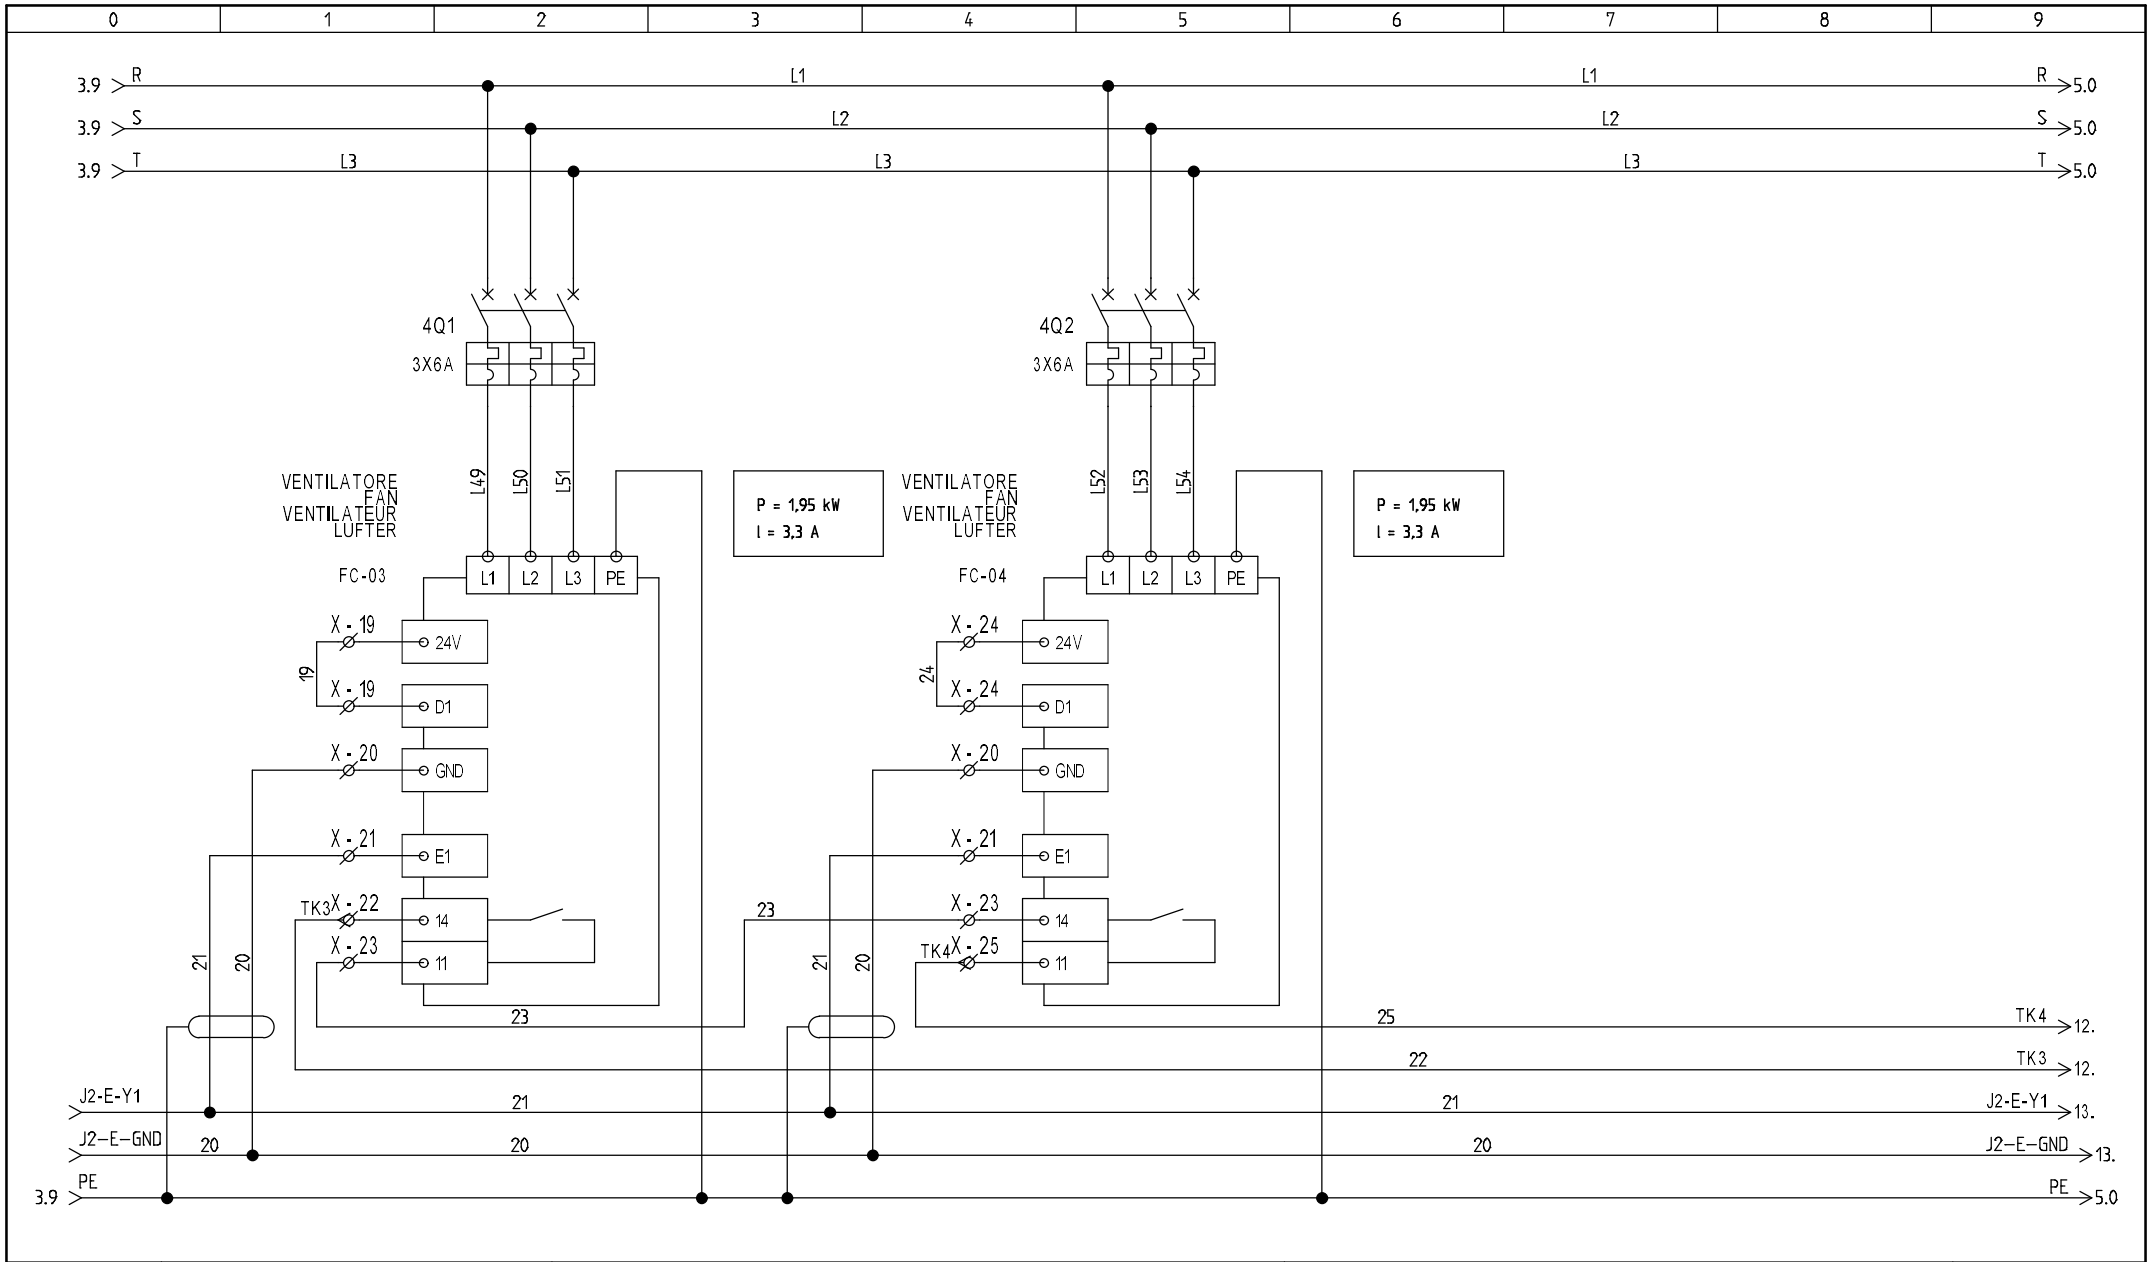 0 1 2 3 4 5 6 7 8 9
3.9 R L1 L1 R 5.0
3.9 S L2 L2 S 5.0
3.9 T L3 L3 L3 T 5.0
4Q1
3X6A
4Q2
3X6A
L49 L50 L51
L52 L53 L54
VENTILATORE
FAN
VENTILATEUR
LUFTER
P = 1,95 kW
I = 3,3 A
VENTILATORE
FAN
VENTILATEUR
LUFTER
P = 1,95 kW
I = 3,3 A
FC-03
L1 L2 L3 PE
FC-04
L1 L2 L3 PE
X - 19
24V
19
X - 19
D1
X - 20
GND
X - 21
E1
TK3 X - 22
14
X - 23
11
21 20
23
23
X - 24
24V
24
X - 24
D1
X - 20
GND
X - 21
E1
X - 23
14
TK4 X - 25
11
21 20
25 TK4 12.
22 TK3 12.
J2-E-Y1 21 21 J2-E-Y1 13.
J2-E-GND 20 20 20 J2-E-GND 13.
3.9 PE PE 5.0